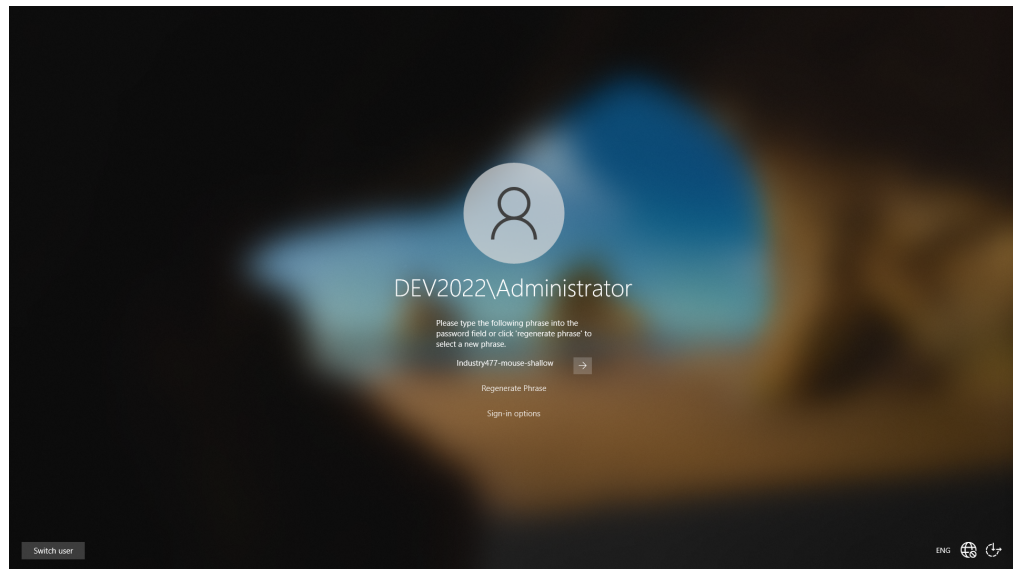 DEV2022\Administrator
Please type the following phrase into the
password field or click 'regenerate phrase' to
select a new phrase.
Industry477-mouse-shallow
Regenerate Phrase
Sign-in options
Switch user
ENG